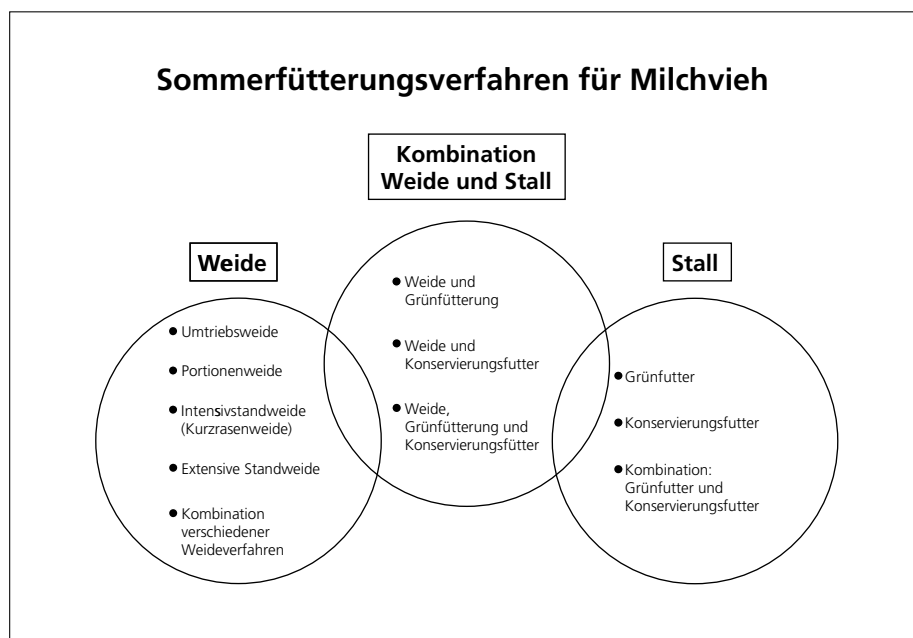 Sommerfütterungsverfahren für Milchvieh
Kombination
Weide und Stall
Weide
Stall
● Umtriebsweide
● Portionenweide
● Intensivstandweide
(Kurzrasenweide)
● Extensive Standweide
● Kombination
verschiedener
Weideverfahren
● Weide und
Grünfütterung
● Weide und
Konservierungsfutter
● Weide,
Grünfütterung und
Konservierungsfütter
● Grünfutter
● Konservierungsfutter
● Kombination:
Grünfutter und
Konservierungsfutter